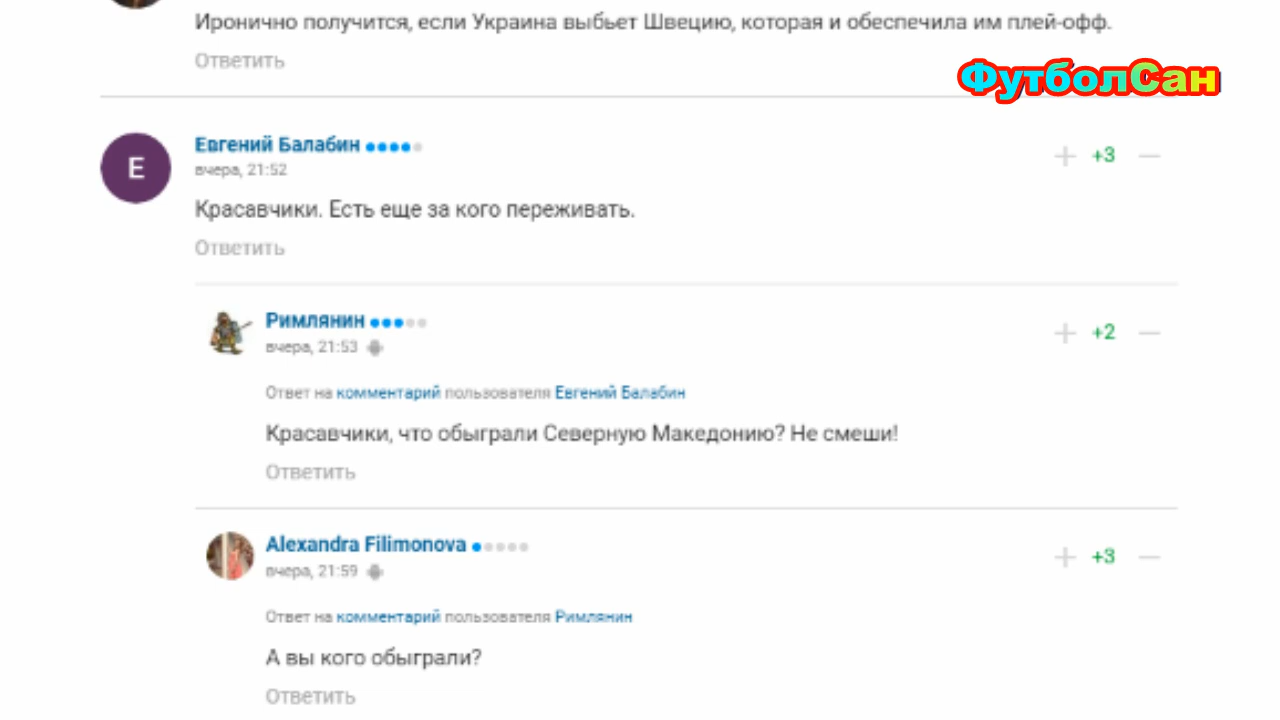 Иронично получится, если Украина выбьет Швецию, которая и обеспечила им плей-офф.
Ответить
ФутболСан
Е
Евгений Балабин
+3
вчера, 21:52
Красавчики. Есть еще за кого переживать.
Ответить
Римлянин
+2
вчера, 21:53
Ответ на комментарий пользователя Евгений Балабин
Красавчики, что обыграли Северную Македонию? Не смеши!
Ответить
Alexandra Filimonova
+3
вчера, 21:59
Ответ на комментарий пользователя Римлянин
А вы кого обыграли?
Ответить